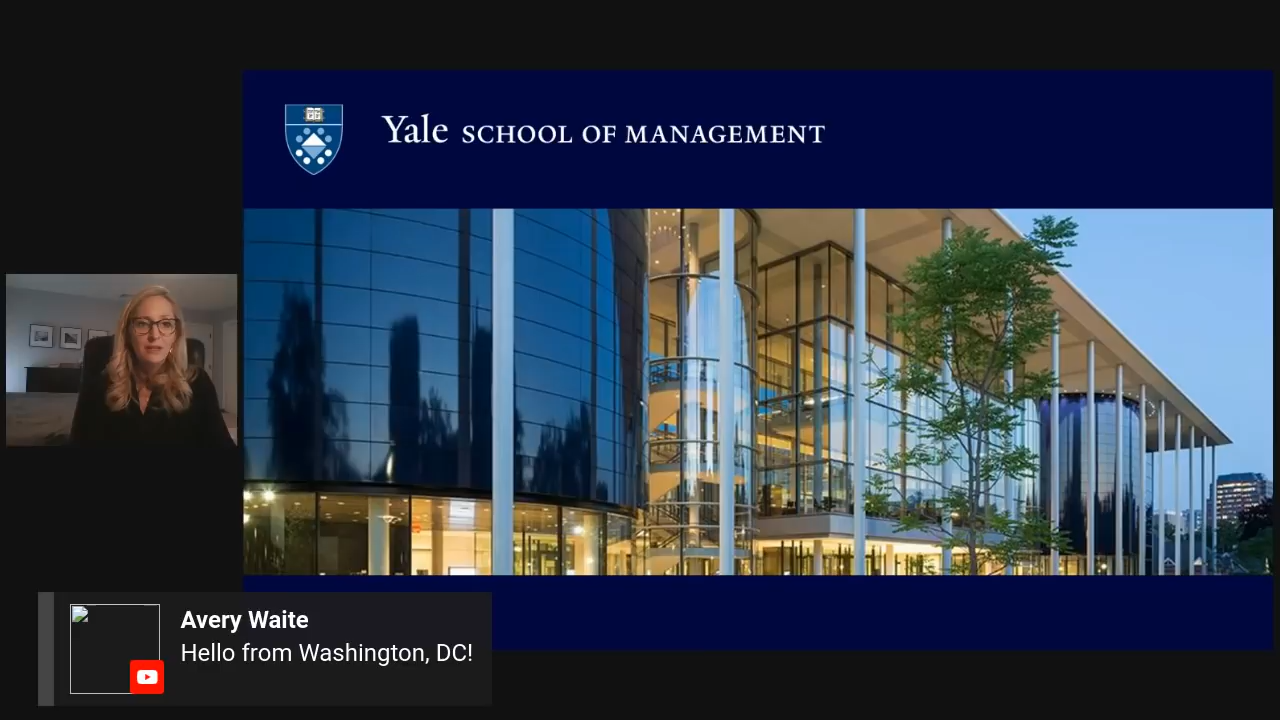 Yale SCHOOL OF MANAGEMENT
Avery Waite
Hello from Washington, DC!